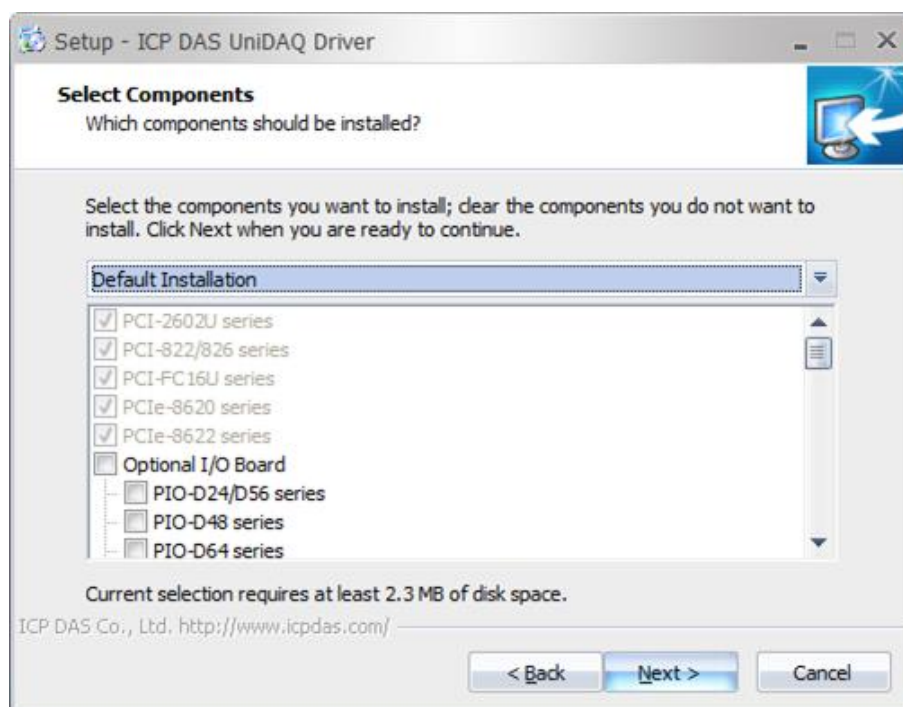 Setup - ICP DAS UniDAQ Driver
Select Components
Which components should be installed?
Select the components you want to install; clear the components you do not want to
install. Click Next when you are ready to continue.
Default Installation
PCI-2602U series
PCI-822/826 series
PCI-FC16U series
PCIe-8620 series
PCIe-8622 series
Optional I/O Board
PIO-D24/D56 series
PIO-D48 series
PIO-D64 series
Current selection requires at least 2.3 MB of disk space.
ICP DAS Co., Ltd. http://www.icpdas.com/
< Back Next > Cancel